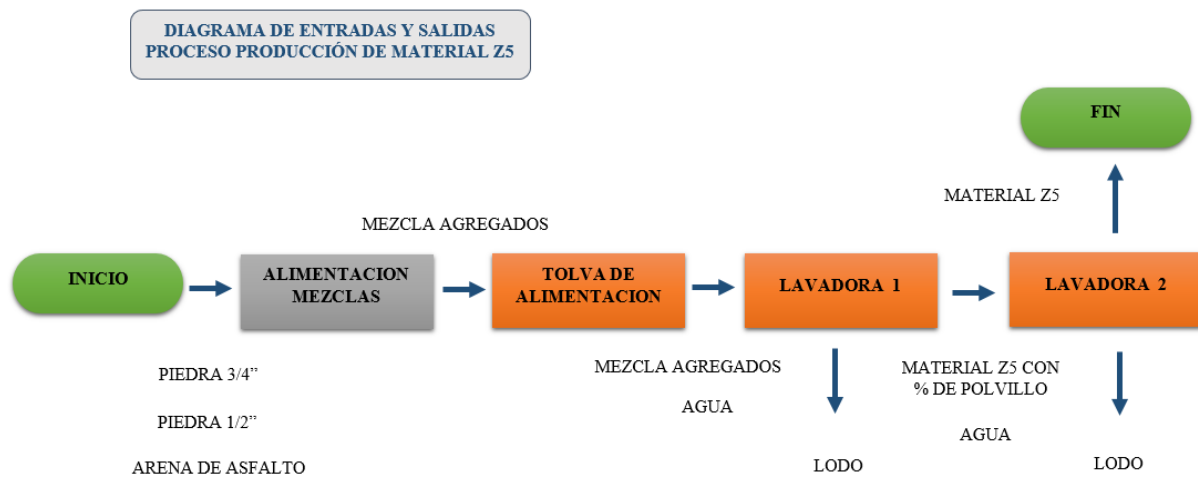 DIAGRAMA DE ENTRADAS Y SALIDAS
PROCESO PRODUCCIÓN DE MATERIAL Z5
FIN
MATERIAL Z5
MEZCLA AGREGADOS
INICIO
ALIMENTACION
MEZCLAS
TOLVA DE
ALIMENTACION
LAVADORA 1
LAVADORA 2
PIEDRA 3/4”
PIEDRA 1/2”
ARENA DE ASFALTO
MEZCLA AGREGADOS
AGUA
LODO
MATERIAL Z5 CON
% DE POLVILLO
AGUA
LODO